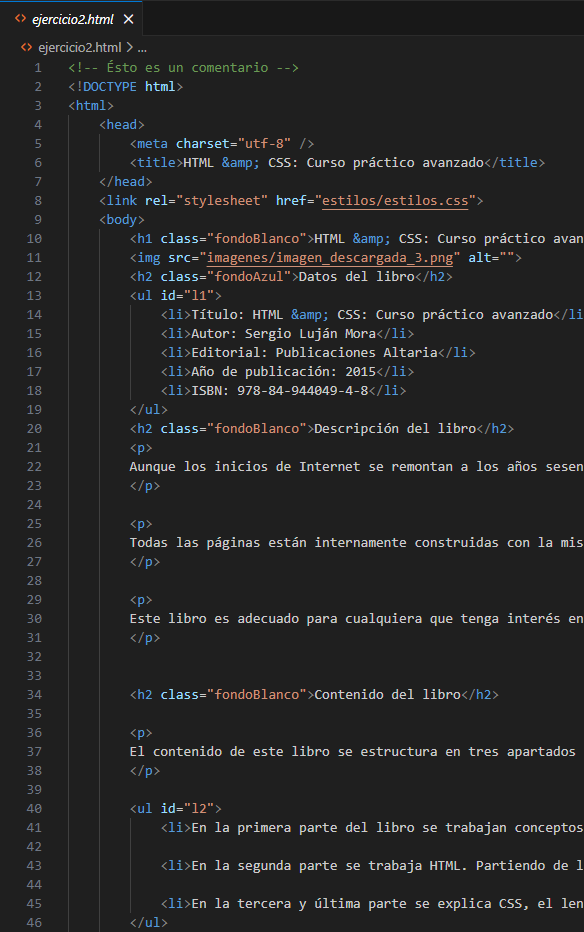 ejercicio2.html
ejercicio2.html > ...
1 <!-- Ésto es un comentario -->
2 <!DOCTYPE html>
3 <html>
4 <head>
5 <meta charset="utf-8" />
6 <title>HTML &amp; CSS: Curso práctico avanzado</title>
7 </head>
8 <link rel="stylesheet" href="estilos/estilos.css">
9 <body>
10 <h1 class="fondoBlanco">HTML &amp; CSS: Curso práctico avan
11 <img src="imagenes/imagen_descargada_3.png" alt="">
12 <h2 class="fondoAzul">Datos del libro</h2>
13 <ul id="l1">
14 <li>Título: HTML &amp; CSS: Curso práctico avanzado</li
15 <li>Autor: Sergio Luján Mora</li>
16 <li>Editorial: Publicaciones Altaria</li>
17 <li>Año de publicación: 2015</li>
18 <li>ISBN: 978-84-944049-4-8</li>
19 </ul>
20 <h2 class="fondoBlanco">Descripción del libro</h2>
21 <p>
22 Aunque los inicios de Internet se remontan a los años sesen
23 </p>
24
25 <p>
26 Todas las páginas están internamente construidas con la mis
27 </p>
28
29 <p>
30 Este libro es adecuado para cualquiera que tenga interés en
31 </p>
32
33
34 <h2 class="fondoBlanco">Contenido del libro</h2>
35
36 <p>
37 El contenido de este libro se estructura en tres apartados
38 </p>
39
40 <ul id="l2">
41 <li>En la primera parte del libro se trabajan conceptos
42
43 <li>En la segunda parte se trabaja HTML. Partiendo de l
44
45 <li>En la tercera y última parte se explica CSS, el len
46 </ul>